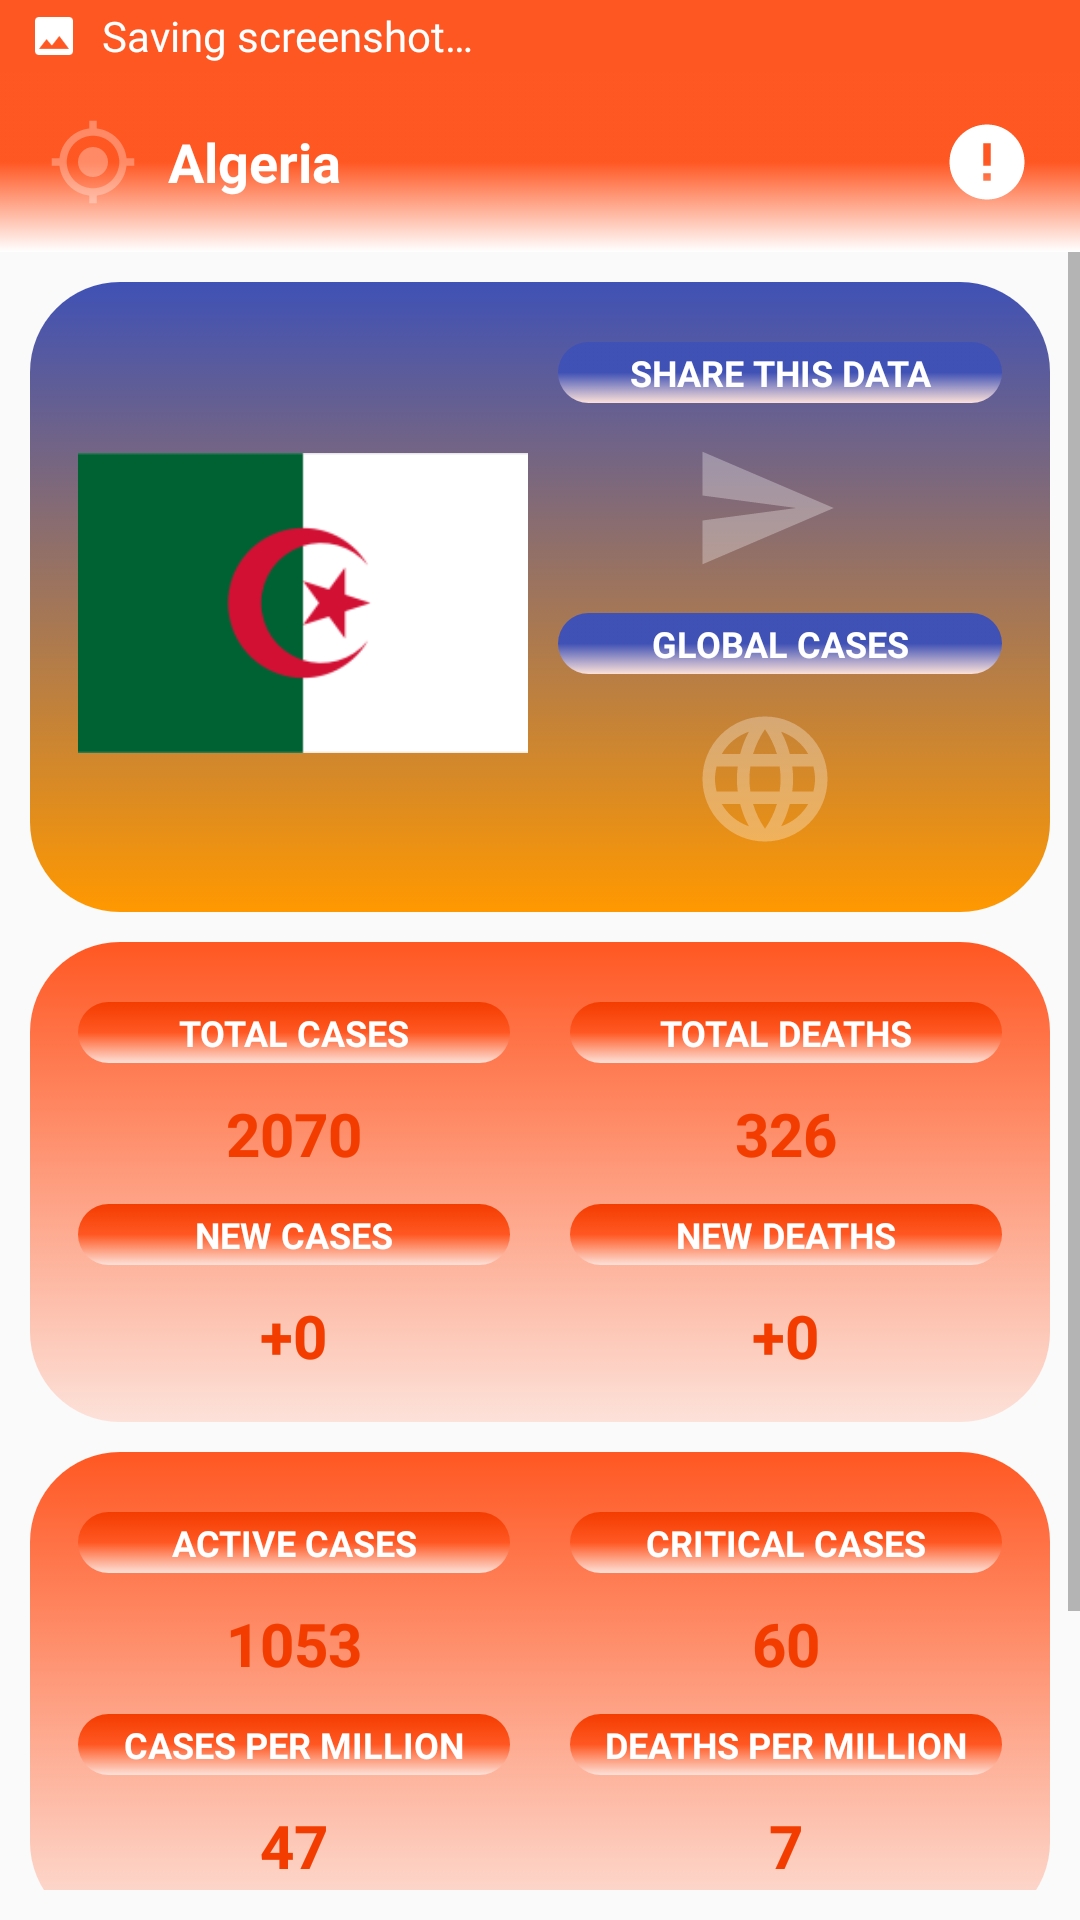 Saving screenshot...
Algeria
SHARE THIS DATA
GLOBAL CASES
TOTAL CASES
TOTAL DEATHS
2070
326
NEW CASES
NEW DEATHS
+0
+0
ACTIVE CASES
CRITICAL CASES
1053
60
CASES PER MILLION
DEATHS PER MILLION
47
7